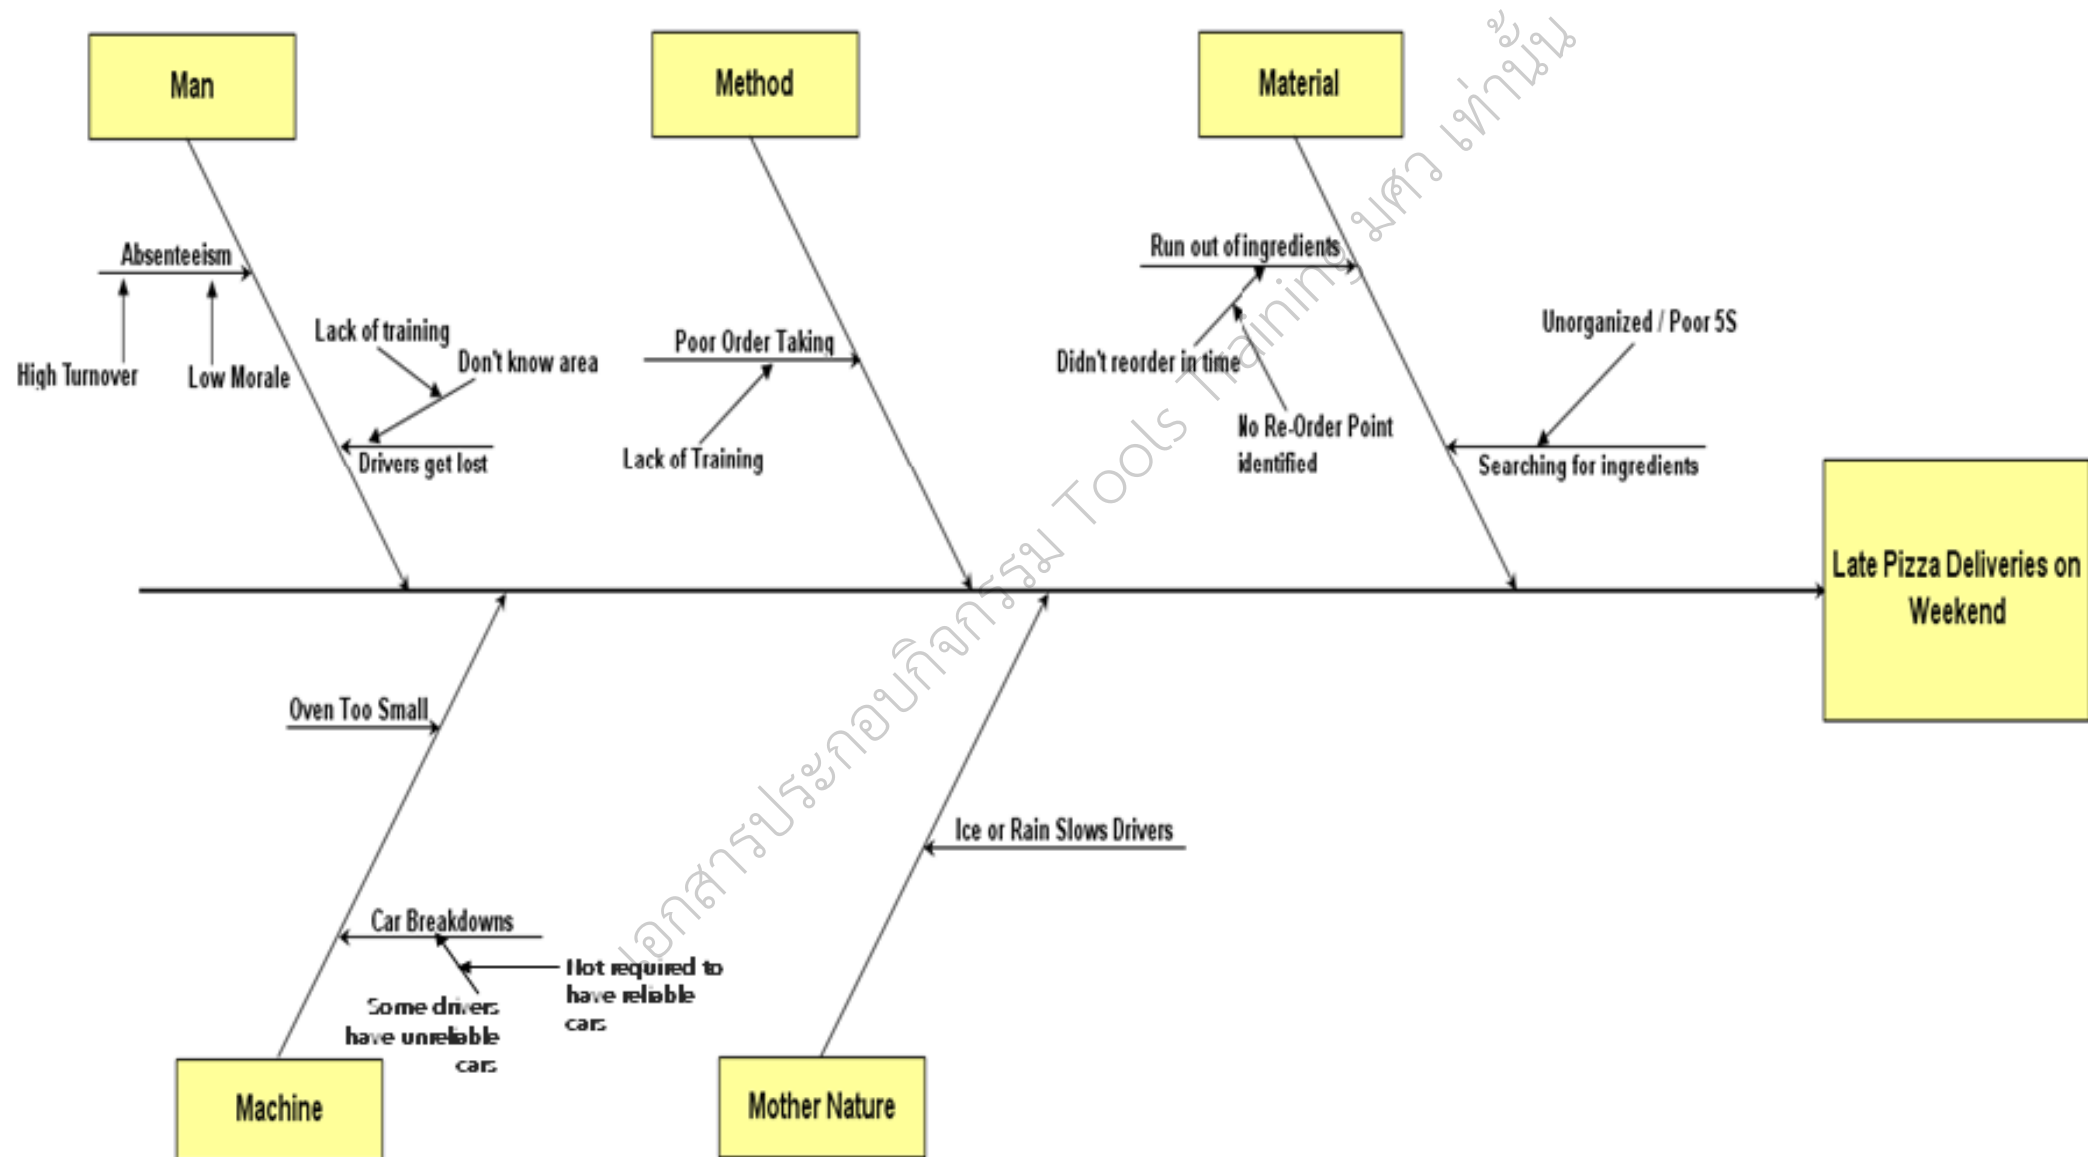 Man
Method
Material
Absenteeism
High Turnover
Low Morale
Lack of training
Don't know area
Drivers get lost
Poor Order Taking
Lack of Training
Run out of ingredients
Didn't reorder in time
No Re-Order Point
identified
Unorganized / Poor 5S
Searching for ingredients
Late Pizza Deliveries on
Weekend
Oven Too Small
Car Breakdowns
Some drivers
have unreliable
cars
Not required to
have reliable
cars
Ice or Rain Slows Drivers
Machine
Mother Nature
เอกสารประกอบกิจกรรม Tools Training มศว เท่านั้น